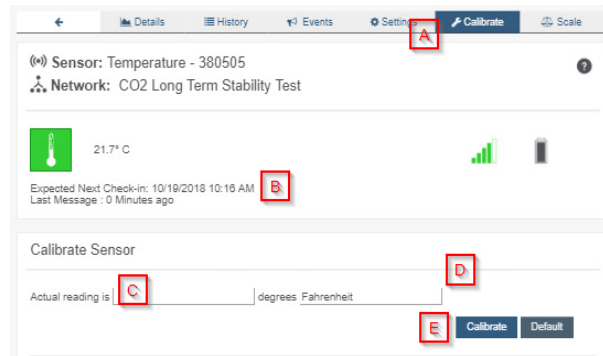 Details History Events Settings A Calibrate Scale
Sensor: Temperature - 380505
Network: CO2 Long Term Stability Test
21.7° C
Expected Next Check-in: 10/19/2018 10:16 AM B
Last Message : 0 Minutes ago
Calibrate Sensor
D
Actual reading is C degrees Fahrenheit
E Calibrate Default